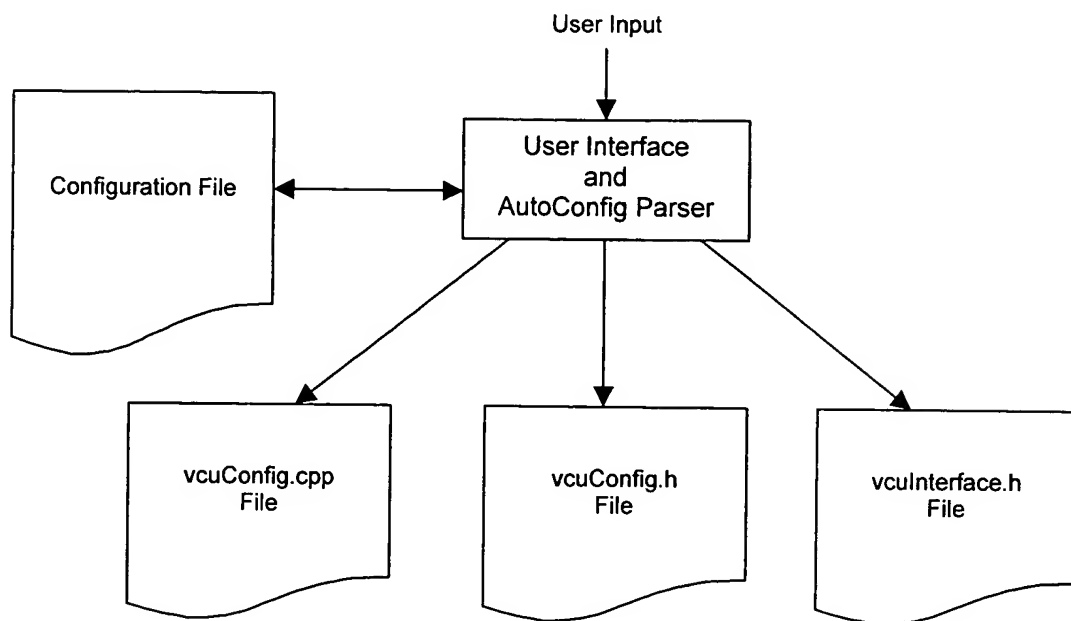 User Input
User Interface
and
AutoConfig Parser
Configuration File
vcuConfig.cpp
File
vcuConfig.h
File
vcuInterface.h
File